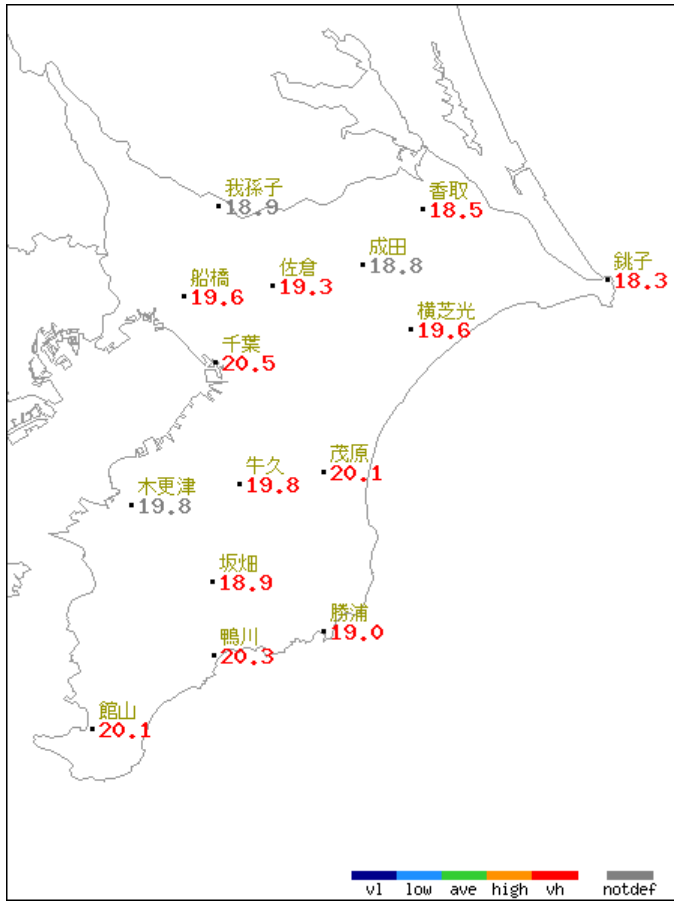 我孫子
18.9
香取
18.5
成田
18.8
佐倉
19.3
船橋
19.6
銚子
18.3
横芝光
19.6
千葉
20.5
茂原
20.1
牛久
19.8
木更津
19.8
坂畑
18.9
勝浦
19.0
鴨川
20.3
館山
20.1
vl low ave high vh notdef